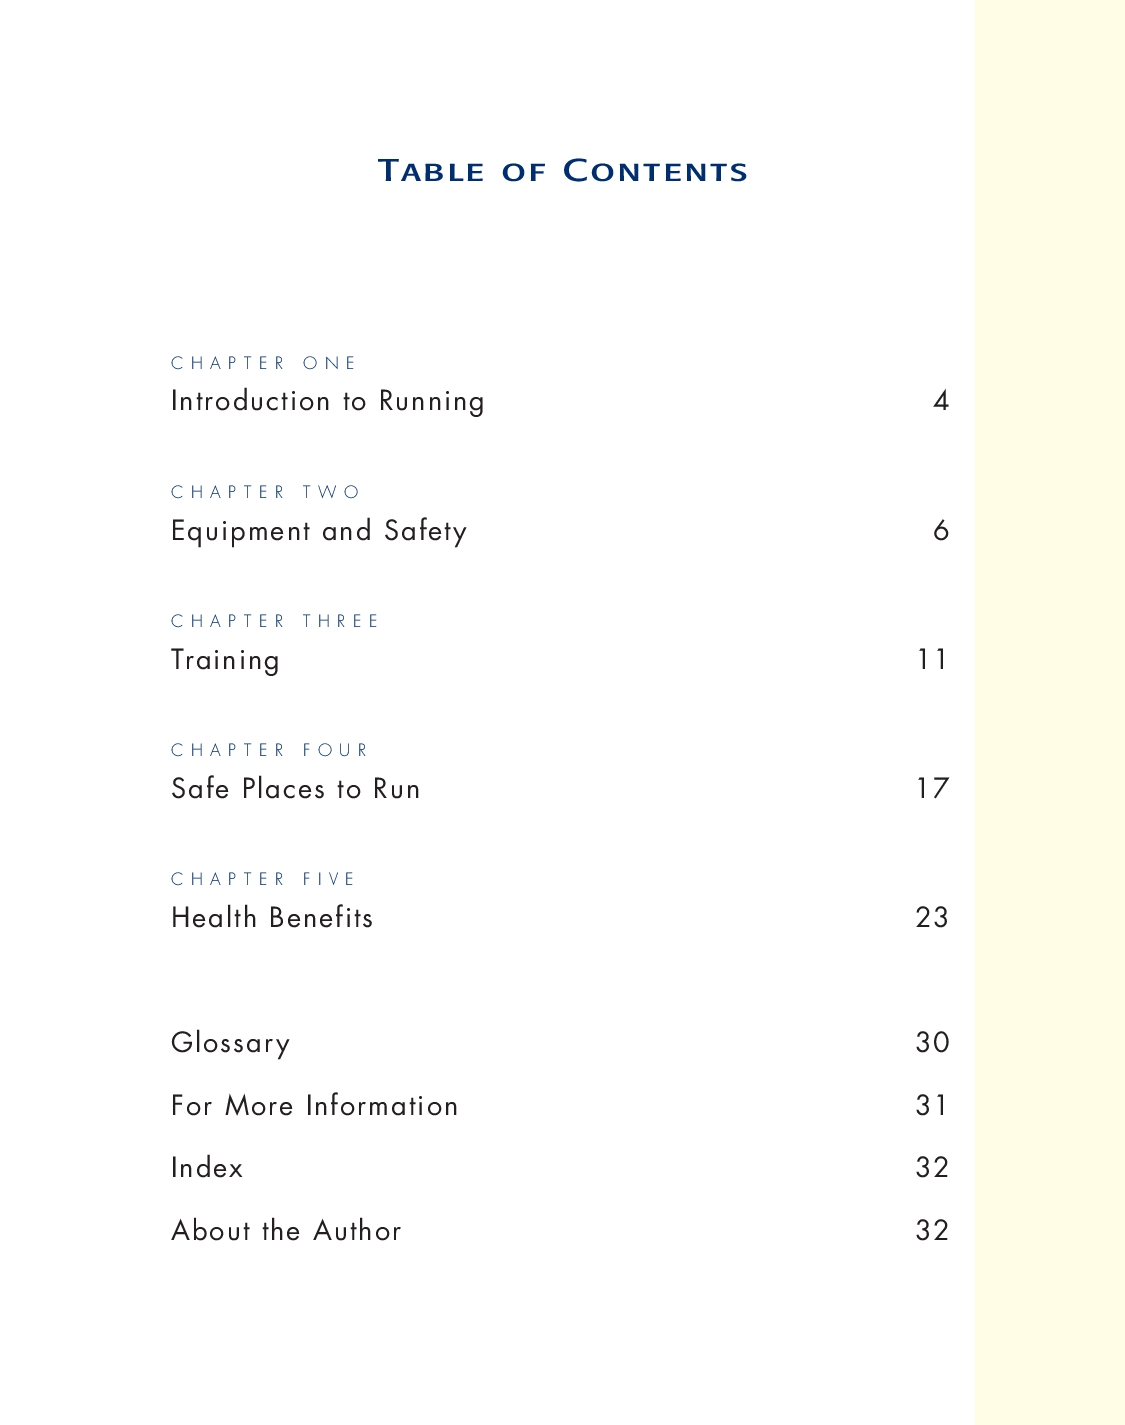 TABLE OF CONTENTS
CHAPTER ONE
Introduction to Running 4
CHAPTER TWO
Equipment and Safety 6
CHAPTER THREE
Training 11
CHAPTER FOUR
Safe Places to Run 17
CHAPTER FIVE
Health Benefits 23
Glossary 30
For More Information 31
Index 32
About the Author 32